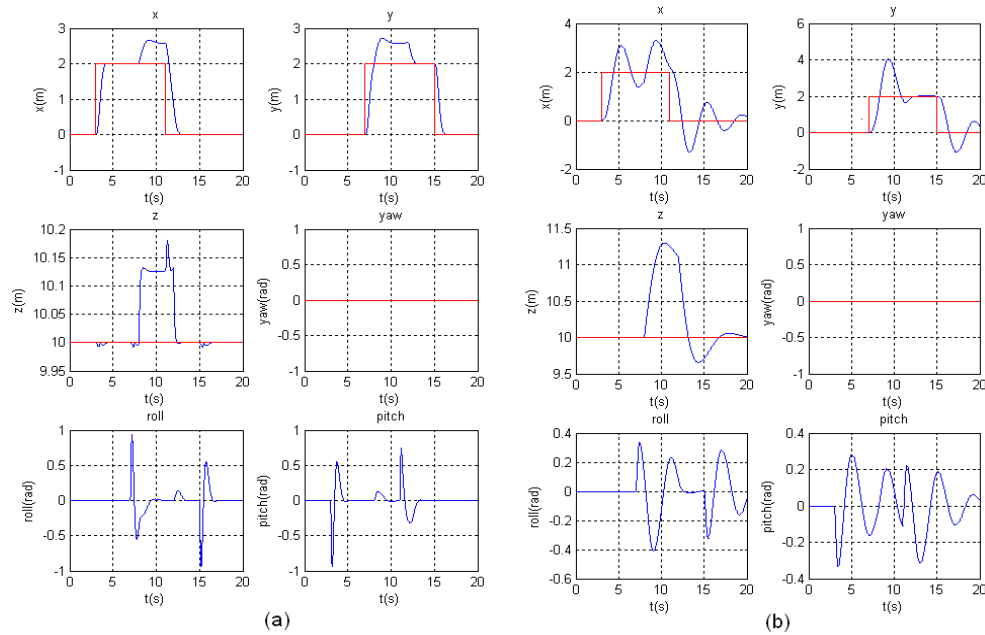 x
3
2
1
0
-1
x(m)
0 5 10 15 20
t(s)
y
3
2
1
0
-1
y(m)
0 5 10 15 20
t(s)
z
10.2
10.15
10.1
10.05
10
9.95
z(m)
0 5 10 15 20
t(s)
yaw
1
0.5
0
-0.5
-1
yaw(rad)
0 5 10 15 20
t(s)
roll
1
0.5
0
-0.5
-1
roll(rad)
0 5 10 15 20
t(s)
pitch
1
0.5
0
-0.5
-1
pitch(rad)
0 5 10 15 20
t(s)
(a)
x
4
2
0
-2
x(m)
0 5 10 15 20
t(s)
y
6
4
2
0
-2
y(m)
0 5 10 15 20
t(s)
z
11.5
11
10.5
10
9.5
z(m)
0 5 10 15 20
t(s)
yaw
1
0.5
0
-0.5
-1
yaw(rad)
0 5 10 15 20
t(s)
roll
0.4
0.2
0
-0.2
-0.4
-0.6
roll(rad)
0 5 10 15 20
t(s)
pitch
0.4
0.2
0
-0.2
-0.4
pitch(rad)
0 5 10 15 20
t(s)
(b)